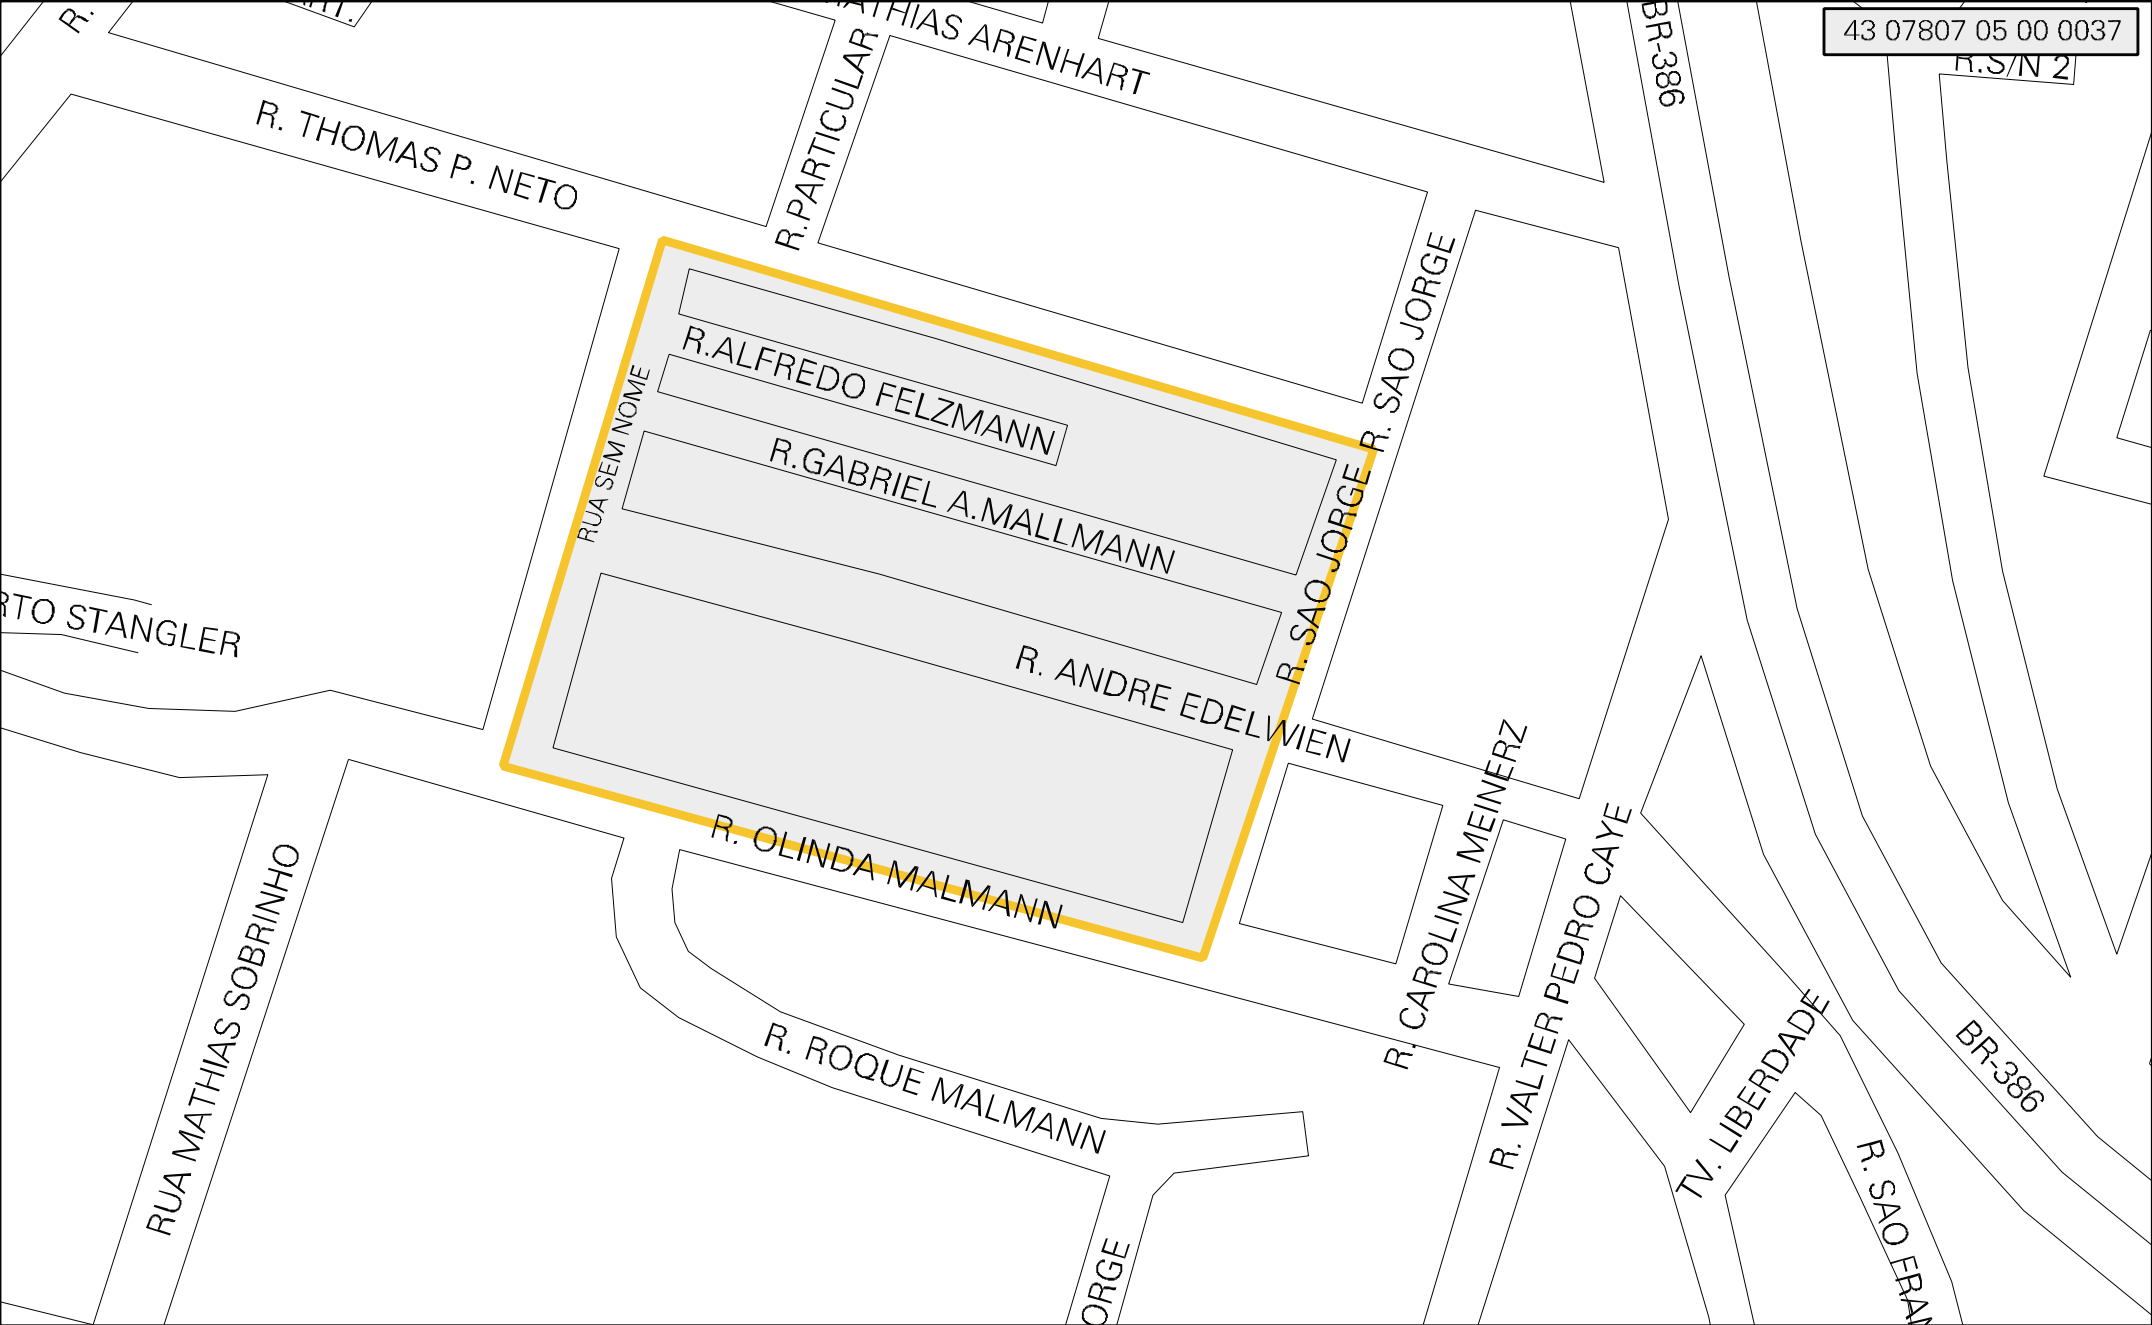 R.
RT.
MATHIAS ARENHART
BR-386
43 07807 05 00 0037
R.S/N 2
R. THOMAS P. NETO
R.PARTICULAR
R. SAO JORGE
R.ALFREDO FELZMANN
RUA SEM NOME
R.GABRIEL A.MALLMANN
R. SAO JORGE
RTO STANGLER
R. ANDRE EDELWIEN
R. CAROLINA MEINERZ
R. OLINDA MALMANN
R. VALTER PEDRO CAYE
RUA MATHIAS SOBRINHO
R. ROQUE MALMANN
TV. LIBERDADE
BR-386
R. SAO FRAN
ORGE